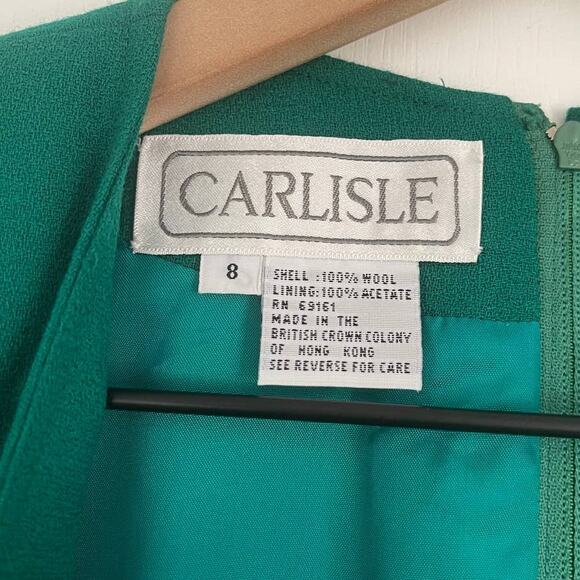 CARLISLE
8
SHELL :100% WOOL
LINING:100% ACETATE
RN 69161
MADE IN THE
BRITISH CROWN COLONY
OF HONG KONG
SEE REVERSE FOR CARE